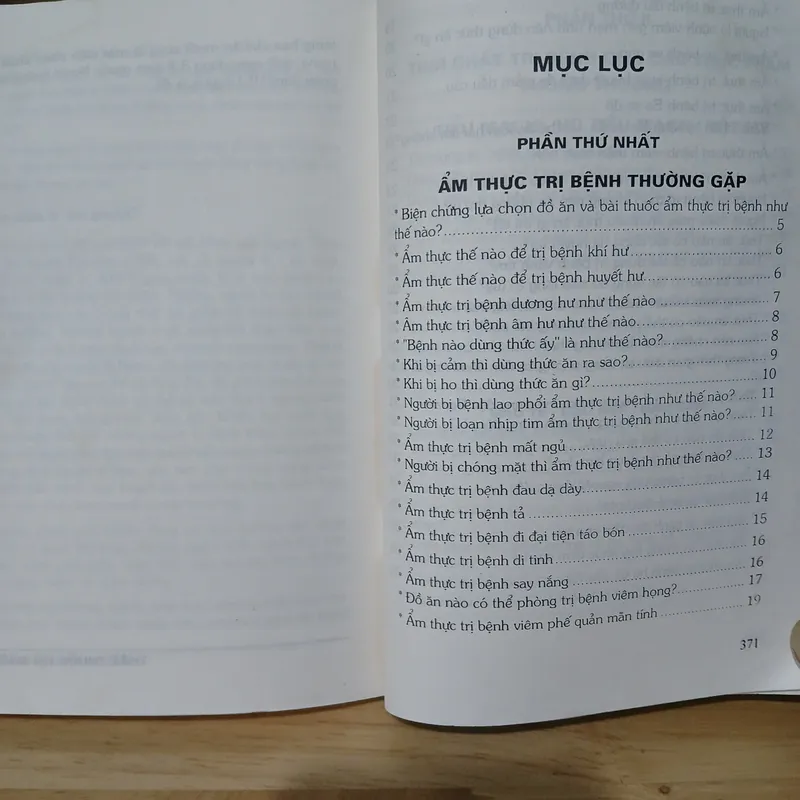 MỤC LỤC
PHẦN THỨ NHẤT
ẨM THỰC TRỊ BỆNH THƯỜNG GẶP
* Biện chứng lựa chọn đồ ăn và bài thuốc ẩm thực trị bệnh như
thế nào?.......... 5
* Ẩm thực thế nào để trị bệnh khí hư.......... 6
* Ẩm thực thế nào để trị bệnh huyết hư.......... 6
* Ẩm thực trị bệnh dương hư như thế nào .......... 7
* Âm thực trị bệnh âm hư như thế nào.......... 8
* "Bệnh nào dùng thức ấy" là như thế nào?.......... 8
* Khi bị cảm thì dùng thức ăn ra sao?.......... 9
* Khi bị ho thì dùng thức ăn gì?.......... 10
* Người bị bệnh lao phổi ẩm thực trị bệnh như thế nào? ..... 11
* Người bị loạn nhịp tim ẩm thực trị bệnh như thế nào? ..... 11
* Ẩm thực trị bệnh mất ngủ .......... 12
* Người bị chóng mặt thì ẩm thực trị bệnh như thế nào? ..... 13
* Ẩm thực trị bệnh đau dạ dày.......... 14
* Ẩm thực trị bệnh tả .......... 14
* Ẩm thực trị bệnh đi đại tiện táo bón .......... 15
* Ẩm thực trị bệnh di tinh.......... 16
* Ẩm thực trị bệnh say nắng .......... 16
* Đồ ăn nào có thể phòng trị bệnh viêm họng?.......... 17
* Ẩm thực trị bệnh viêm phế quản mãn tính .......... 19
371